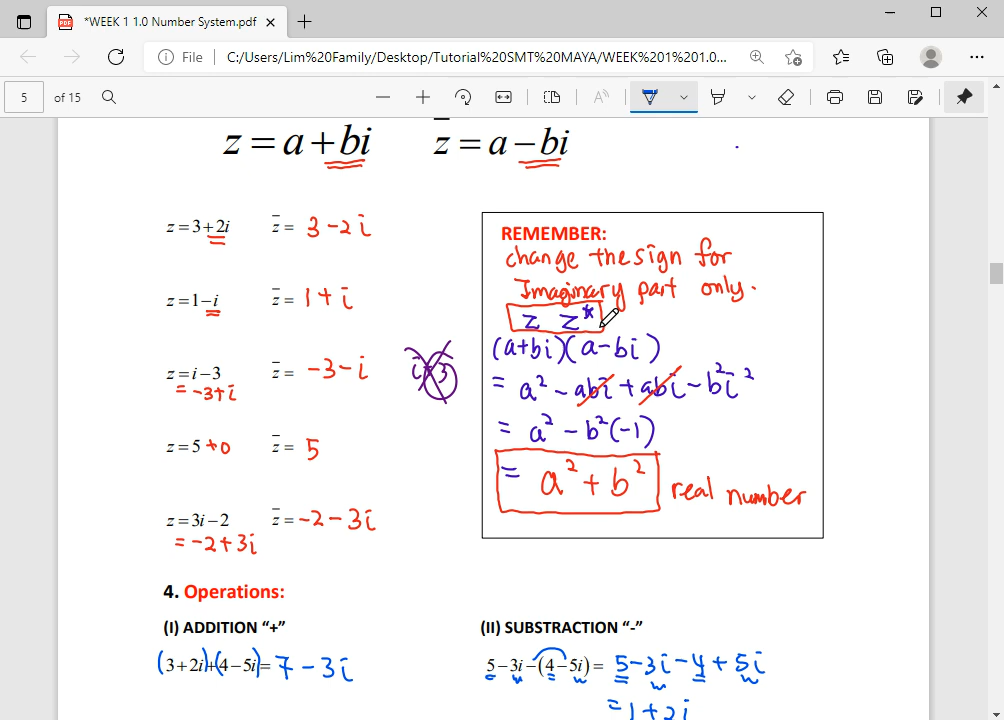 *WEEK 1 1.0 Number System.pdf
File C:/Users/Lim%20Family/Desktop/Tutorial%20SMT%20MAYA/WEEK%201%201.0...
5 of 15
z = a + bi z̅ = a − bi
z = 3+2i z̅ = 3 − 2i
z = 1−i z̅ = 1 + i
z = i−3 z̅ = −3 − i
= −3+i
z = 5 +0 z̅ = 5
z = 3i−2 z̅ = −2 − 3i
= −2+3i
REMEMBER:
change the sign for
Imaginary part only.
z z*
(a+bi)(a−bi)
= a² − abi + abi − b²i²
= a² − b²(−1)
= a² + b² real number
4. Operations:
(I) ADDITION “+”
(3+2i)+(4−5i)= 7 − 3i
(II) SUBSTRACTION “-”
5−3i−(4−5i)= 5−3i−4+5i
= 1+2i